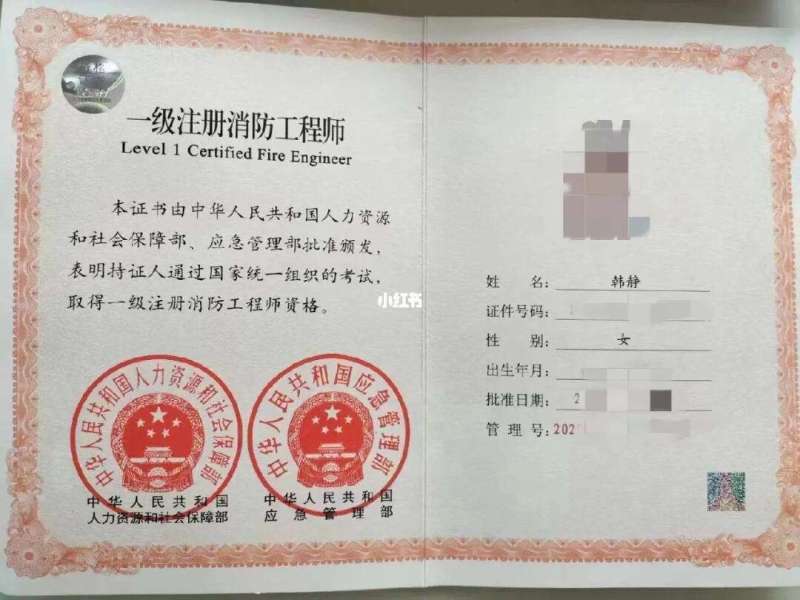 一级注册消防工程师
Level 1 Certified Fire Engineer
本证书由中华人民共和国人力资源
和社会保障部、应急管理部批准颁发，
表明持证人通过国家统一组织的考试，
取得一级注册消防工程师资格。
中华人民共和国人力资源和社会保障部
中华人民共和国应急管理部
中华人民共和国
人力资源和社会保障部
中华人民共和国
应急管理部
小红书
姓名：韩静
证件号码：
性别：女
出生年月：
批准日期：2
管理号：202